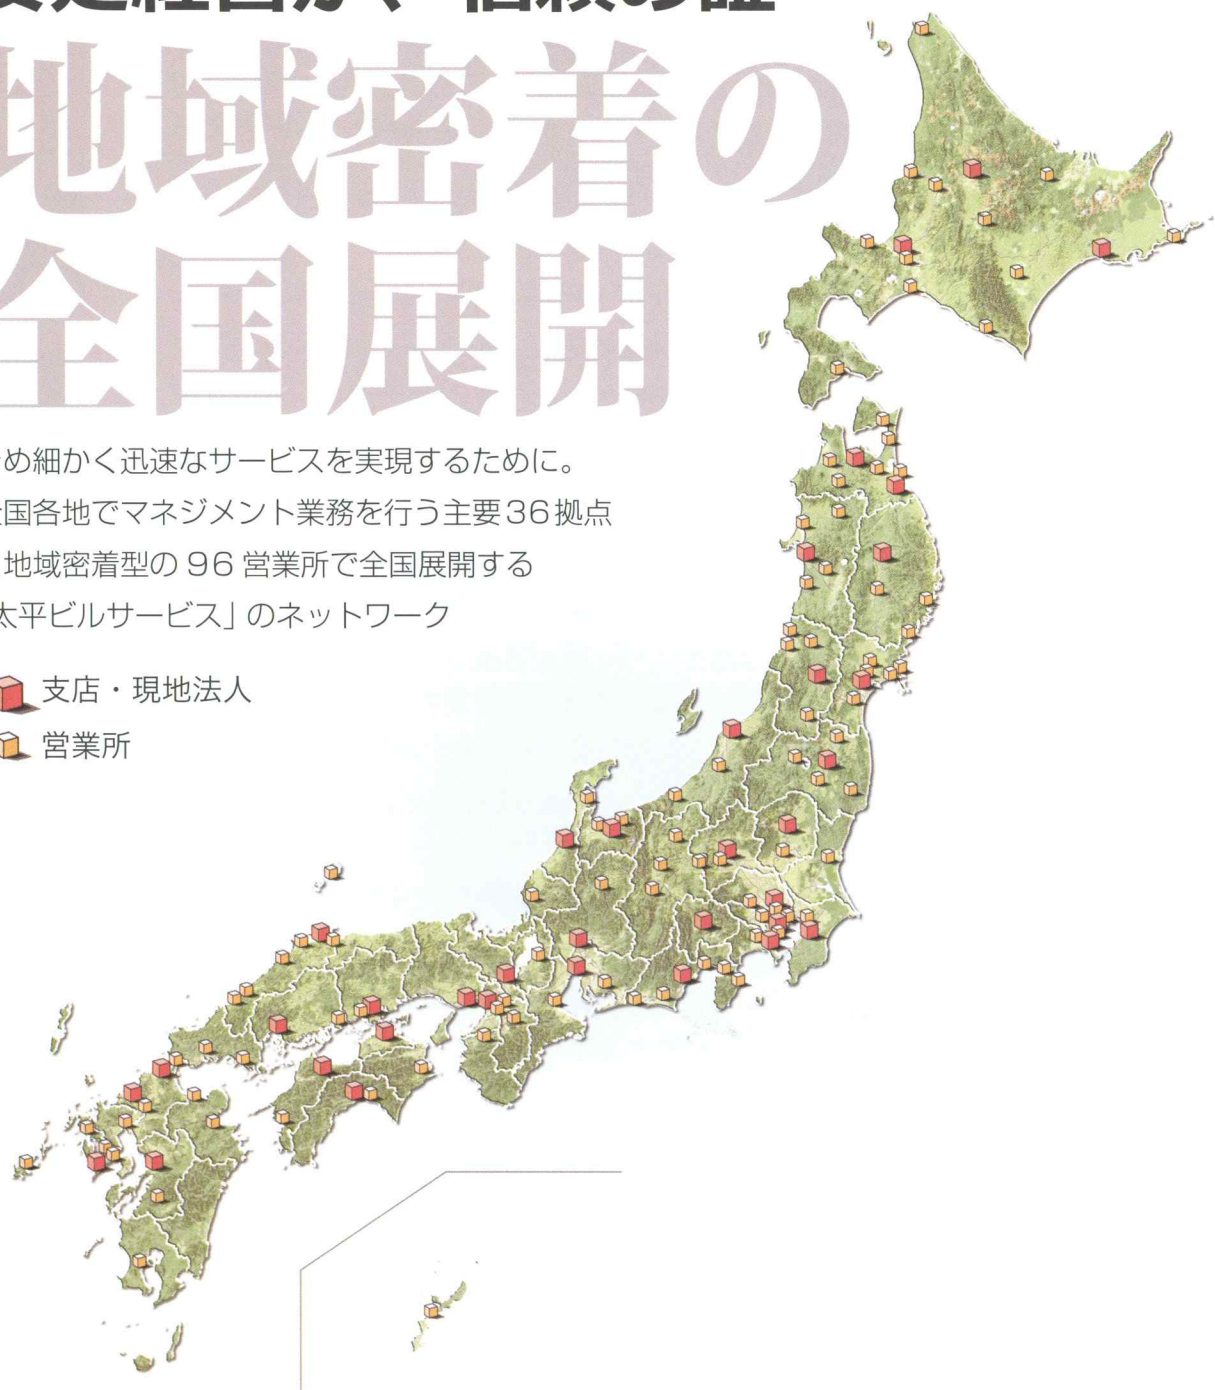 地域密着の
全国展開
め細かく迅速なサービスを実現するために。
国各地でマネジメント業務を行う主要36拠点
地域密着型の 96 営業所で全国展開する
太平ビルサービス」のネットワーク
支店・現地法人
営業所